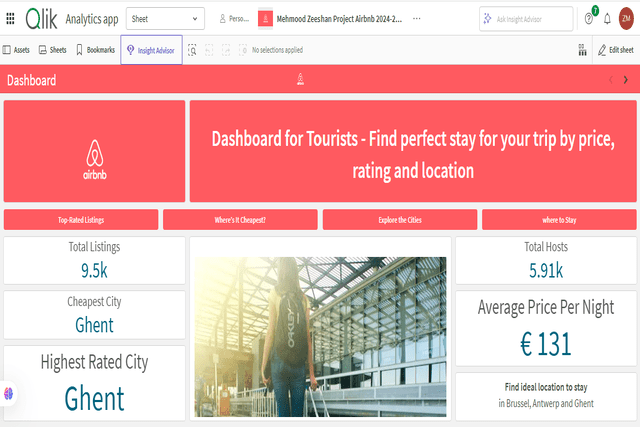 Qlik Analytics app Sheet Perso... Mehmood Zeeshan Project Airbnb 2024-2... ... Ask Insight Advisor ? 7 ZM
Assets Sheets Bookmarks Insight Advisor No selections applied Edit sheet
Dashboard
airbnb
Dashboard for Tourists - Find perfect stay for your trip by price,
rating and location
Top-Rated Listings Where's It Cheapest? Explore the Cities where to Stay
Total Listings
9.5k
Cheapest City
Ghent
Highest Rated City
Ghent
OAKLEY
Total Hosts
5.91k
Average Price Per Night
€ 131
Find ideal location to stay
in Brussel, Antwerp and Ghent